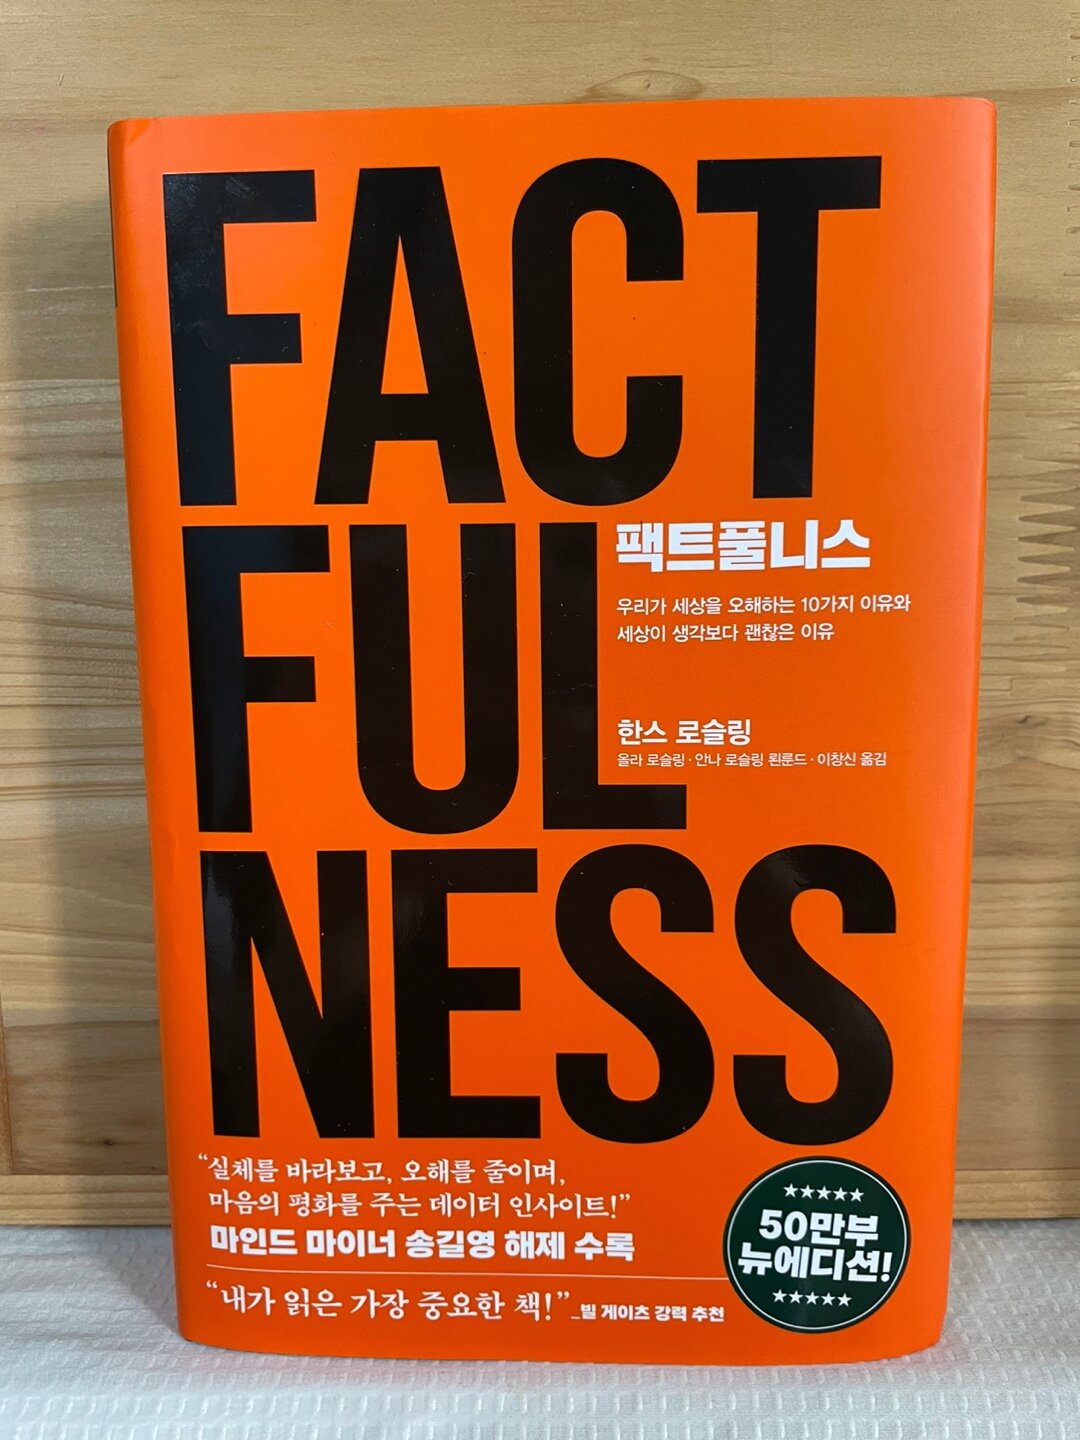 FACT
FUL
NESS
팩트풀니스
우리가 세상을 오해하는 10가지 이유와
세상이 생각보다 괜찮은 이유
한스 로슬링
올라 로슬링·안나 로슬링 뢴룬드·이창신 옮김
“실체를 바라보고, 오해를 줄이며,
마음의 평화를 주는 데이터 인사이트!”
마인드 마이너 송길영 해제 수록
“내가 읽은 가장 중요한 책!”_빌 게이츠 강력 추천
★★★★★
50만부
뉴에디션!
★★★★★